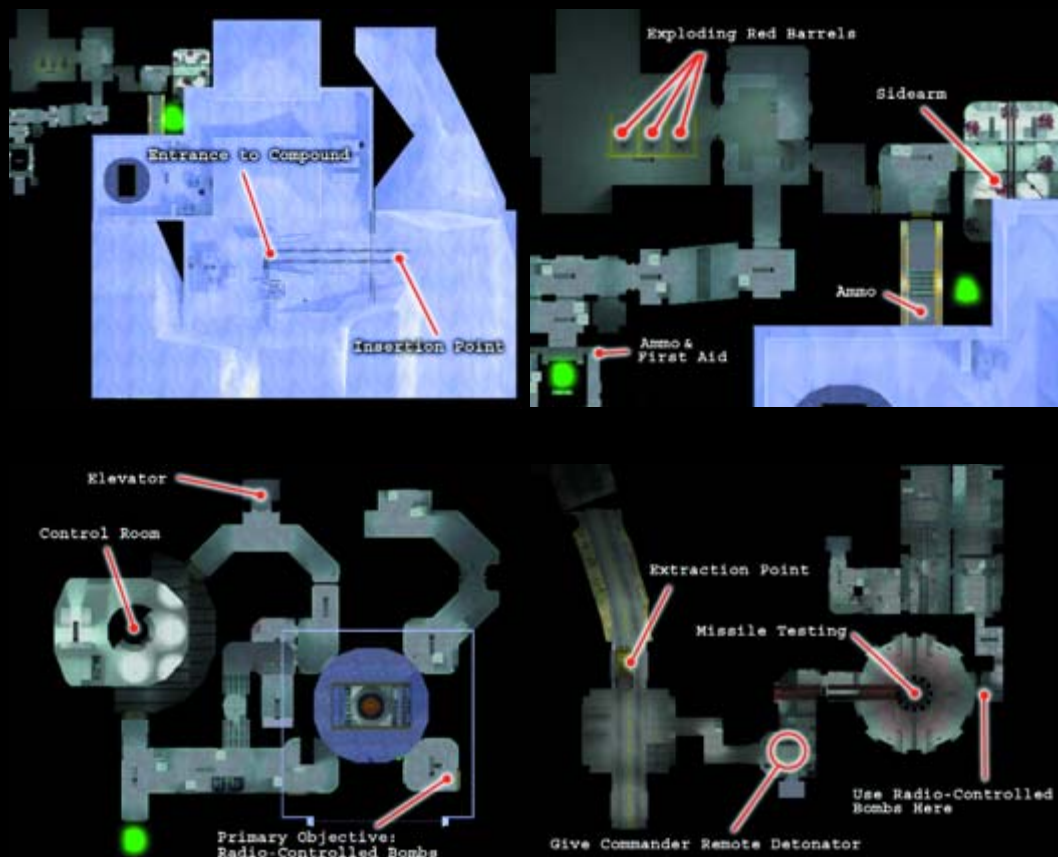 Entrance to Compound
Insertion Point
Exploding Red Barrels
Sidearm
Ammo
Ammo &
First Aid
Elevator
Control Room
Primary Objective:
Radio-Controlled Bombs
Extraction Point
Missile Testing
Use Radio-Controlled
Bombs Here
Give Commander Remote Detonator